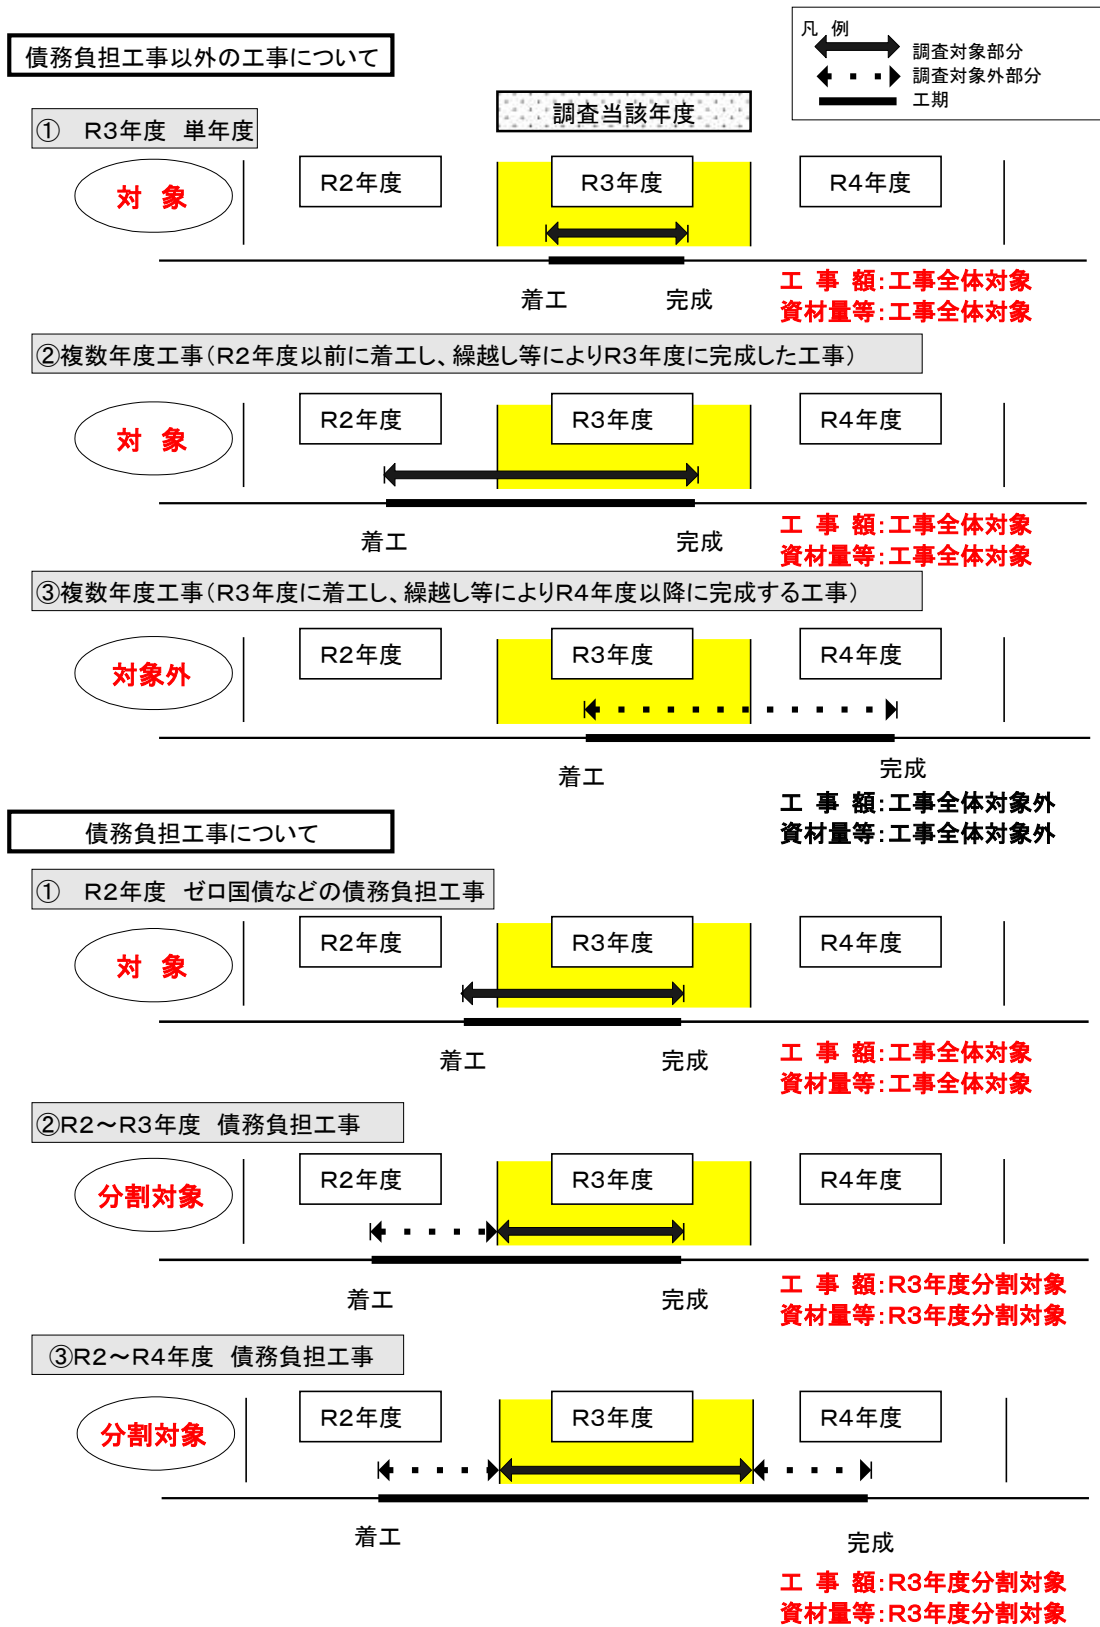 債務負担工事以外の工事について
凡 例
調査対象部分
調査対象外部分
工期
調査当該年度
① R3年度 単年度
対 象
R2年度
R3年度
R4年度
着工
完成
工 事 額:工事全体対象
資材量等:工事全体対象
②複数年度工事(R2年度以前に着工し、繰越し等によりR3年度に完成した工事)
対 象
R2年度
R3年度
R4年度
着工
完成
工 事 額:工事全体対象
資材量等:工事全体対象
③複数年度工事(R3年度に着工し、繰越し等によりR4年度以降に完成する工事)
対象外
R2年度
R3年度
R4年度
着工
完成
工 事 額:工事全体対象外
資材量等:工事全体対象外
債務負担工事について
① R2年度 ゼロ国債などの債務負担工事
対 象
R2年度
R3年度
R4年度
着工
完成
工 事 額:工事全体対象
資材量等:工事全体対象
②R2～R3年度 債務負担工事
分割対象
R2年度
R3年度
R4年度
着工
完成
工 事 額:R3年度分割対象
資材量等:R3年度分割対象
③R2～R4年度 債務負担工事
分割対象
R2年度
R3年度
R4年度
着工
完成
工 事 額:R3年度分割対象
資材量等:R3年度分割対象